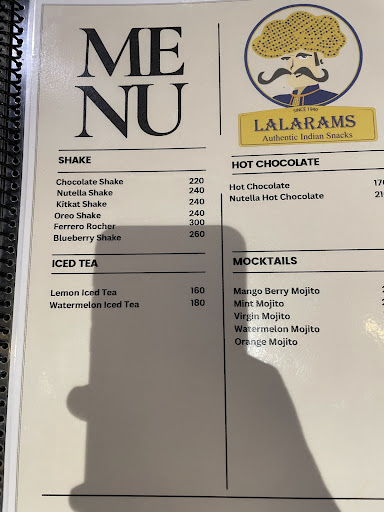 ME
NU
SINCE 1940
LALARAMS
Authentic Indian Snacks
SHAKE
Chocolate Shake 220
Nutella Shake 240
Kitkat Shake 240
Oreo Shake 240
Ferrero Rocher 300
Blueberry Shake 260
ICED TEA
Lemon Iced Tea 160
Watermelon Iced Tea 180
HOT CHOCOLATE
Hot Chocolate
Nutella Hot Chocolate
MOCKTAILS
Mango Berry Mojito
Mint Mojito
Virgin Mojito
Watermelon Mojito
Orange Mojito